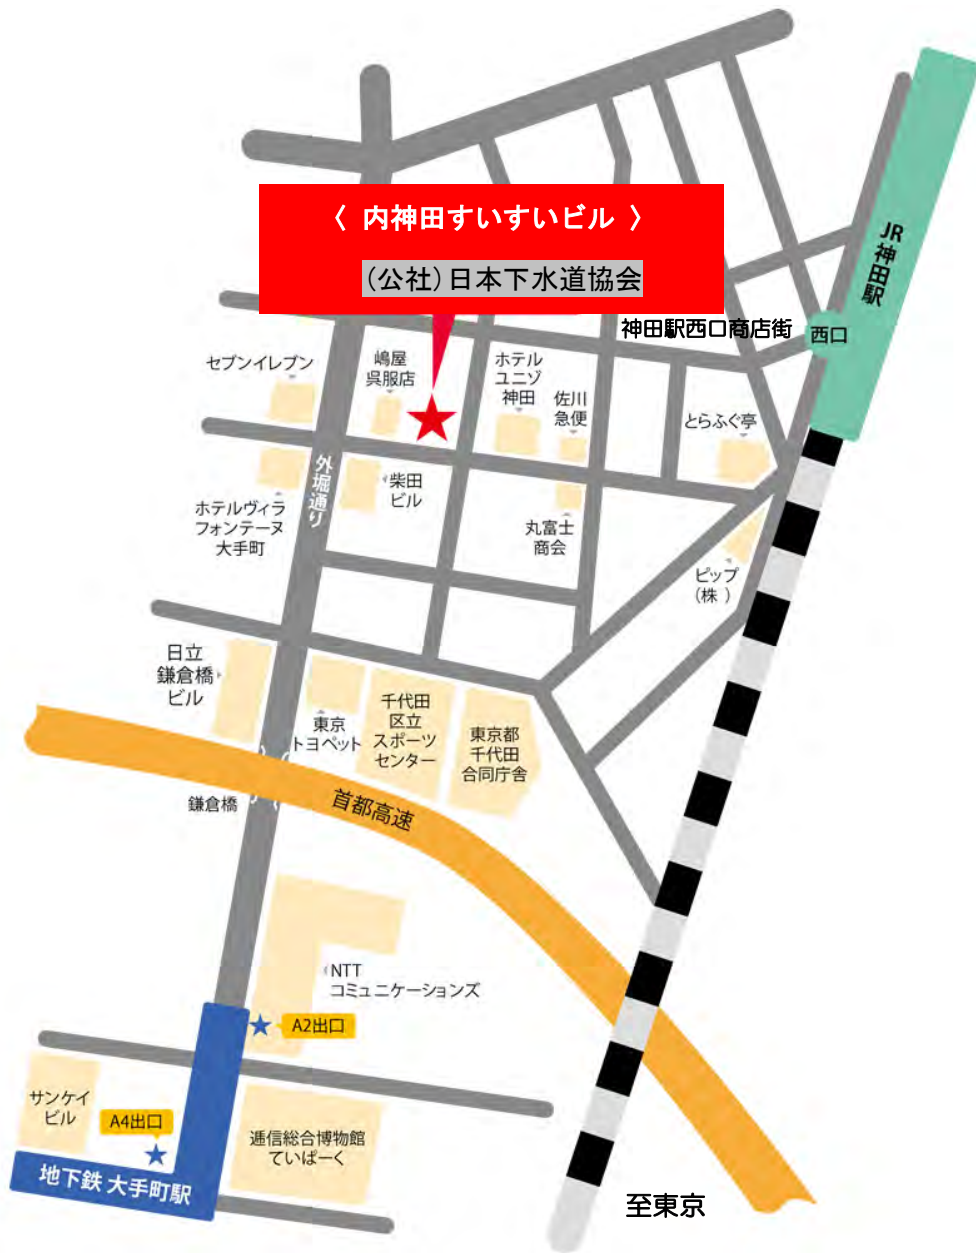 〈 内神田すいすいビル 〉
(公社)日本下水道協会
JR
神田駅
西口
神田駅西口商店街
セブンイレブン
嶋屋
呉服店
ホテル
ユニゾ
神田
佐川
急便
とらふぐ亭
外堀通り
柴田
ビル
ホテルヴィラ
フォンテーヌ
大手町
丸富士
商会
ピップ
(株 )
日立
鎌倉橋
ビル
東京
トヨペット
千代田
区立
スポーツ
センター
東京都
千代田
合同庁舎
鎌倉橋
首都高速
NTT
コミュニケーションズ
A2出口
サンケイ
ビル
A4出口
逓信総合博物館
ていぱーく
地下鉄 大手町駅
至東京